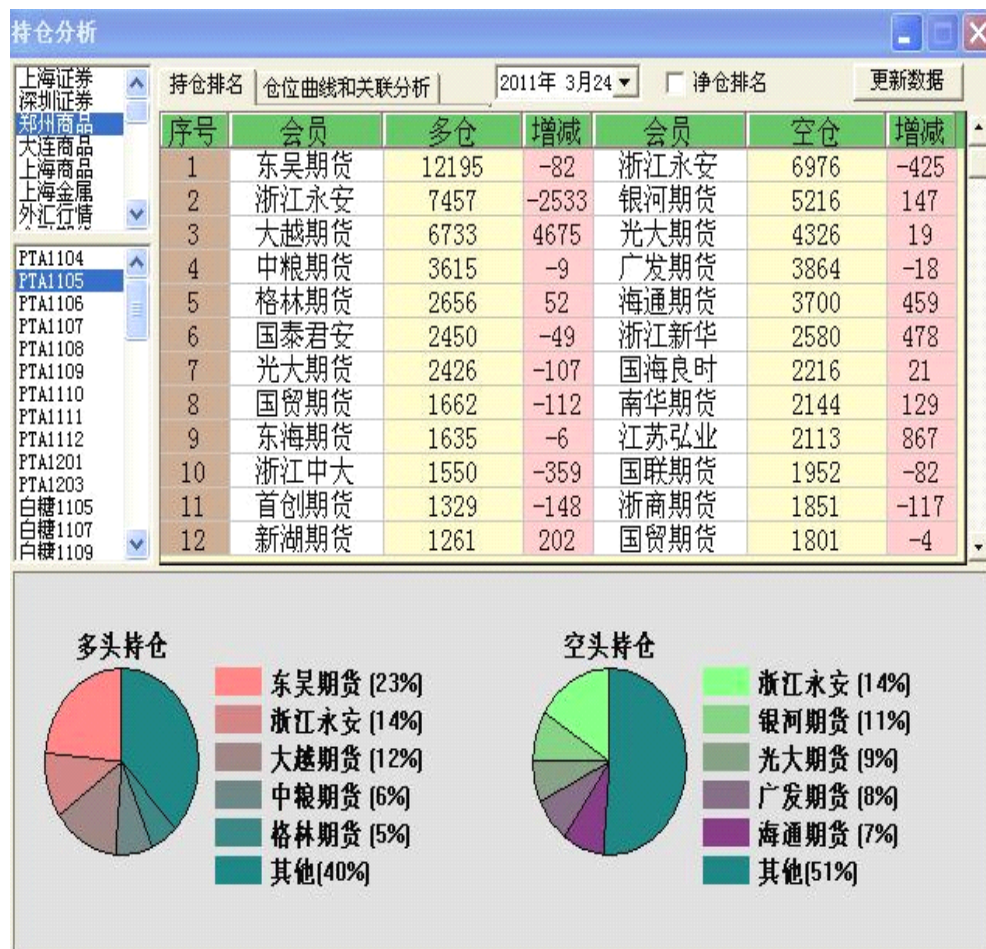 持仓分析
上海证券
深圳证券
郑州商品
大连商品
上海商品
上海金属
外汇行情
持仓排名 仓位曲线和关联分析 2011年 3月24 净仓排名 更新数据
序号 会员 多仓 增减 会员 空仓 增减
1 东吴期货 12195 -82 浙江永安 6976 -425
2 浙江永安 7457 -2533 银河期货 5216 147
3 大越期货 6733 4675 光大期货 4326 19
4 中粮期货 3615 -9 广发期货 3864 -18
5 格林期货 2656 52 海通期货 3700 459
6 国泰君安 2450 -49 浙江新华 2580 478
7 光大期货 2426 -107 国海良时 2216 21
8 国贸期货 1662 -112 南华期货 2144 129
9 东海期货 1635 -6 江苏弘业 2113 867
10 浙江中大 1550 -359 国联期货 1952 -82
11 首创期货 1329 -148 浙商期货 1851 -117
12 新湖期货 1261 202 国贸期货 1801 -4
PTA1104
PTA1105
PTA1106
PTA1107
PTA1108
PTA1109
PTA1110
PTA1111
PTA1112
PTA1201
PTA1203
白糖1105
白糖1107
白糖1109
多头持仓
东吴期货 (23%)
浙江永安 (14%)
大越期货 (12%)
中粮期货 (6%)
格林期货 (5%)
其他(40%)
空头持仓
浙江永安 (14%)
银河期货 (11%)
光大期货 (9%)
广发期货 (8%)
海通期货 (7%)
其他(51%)